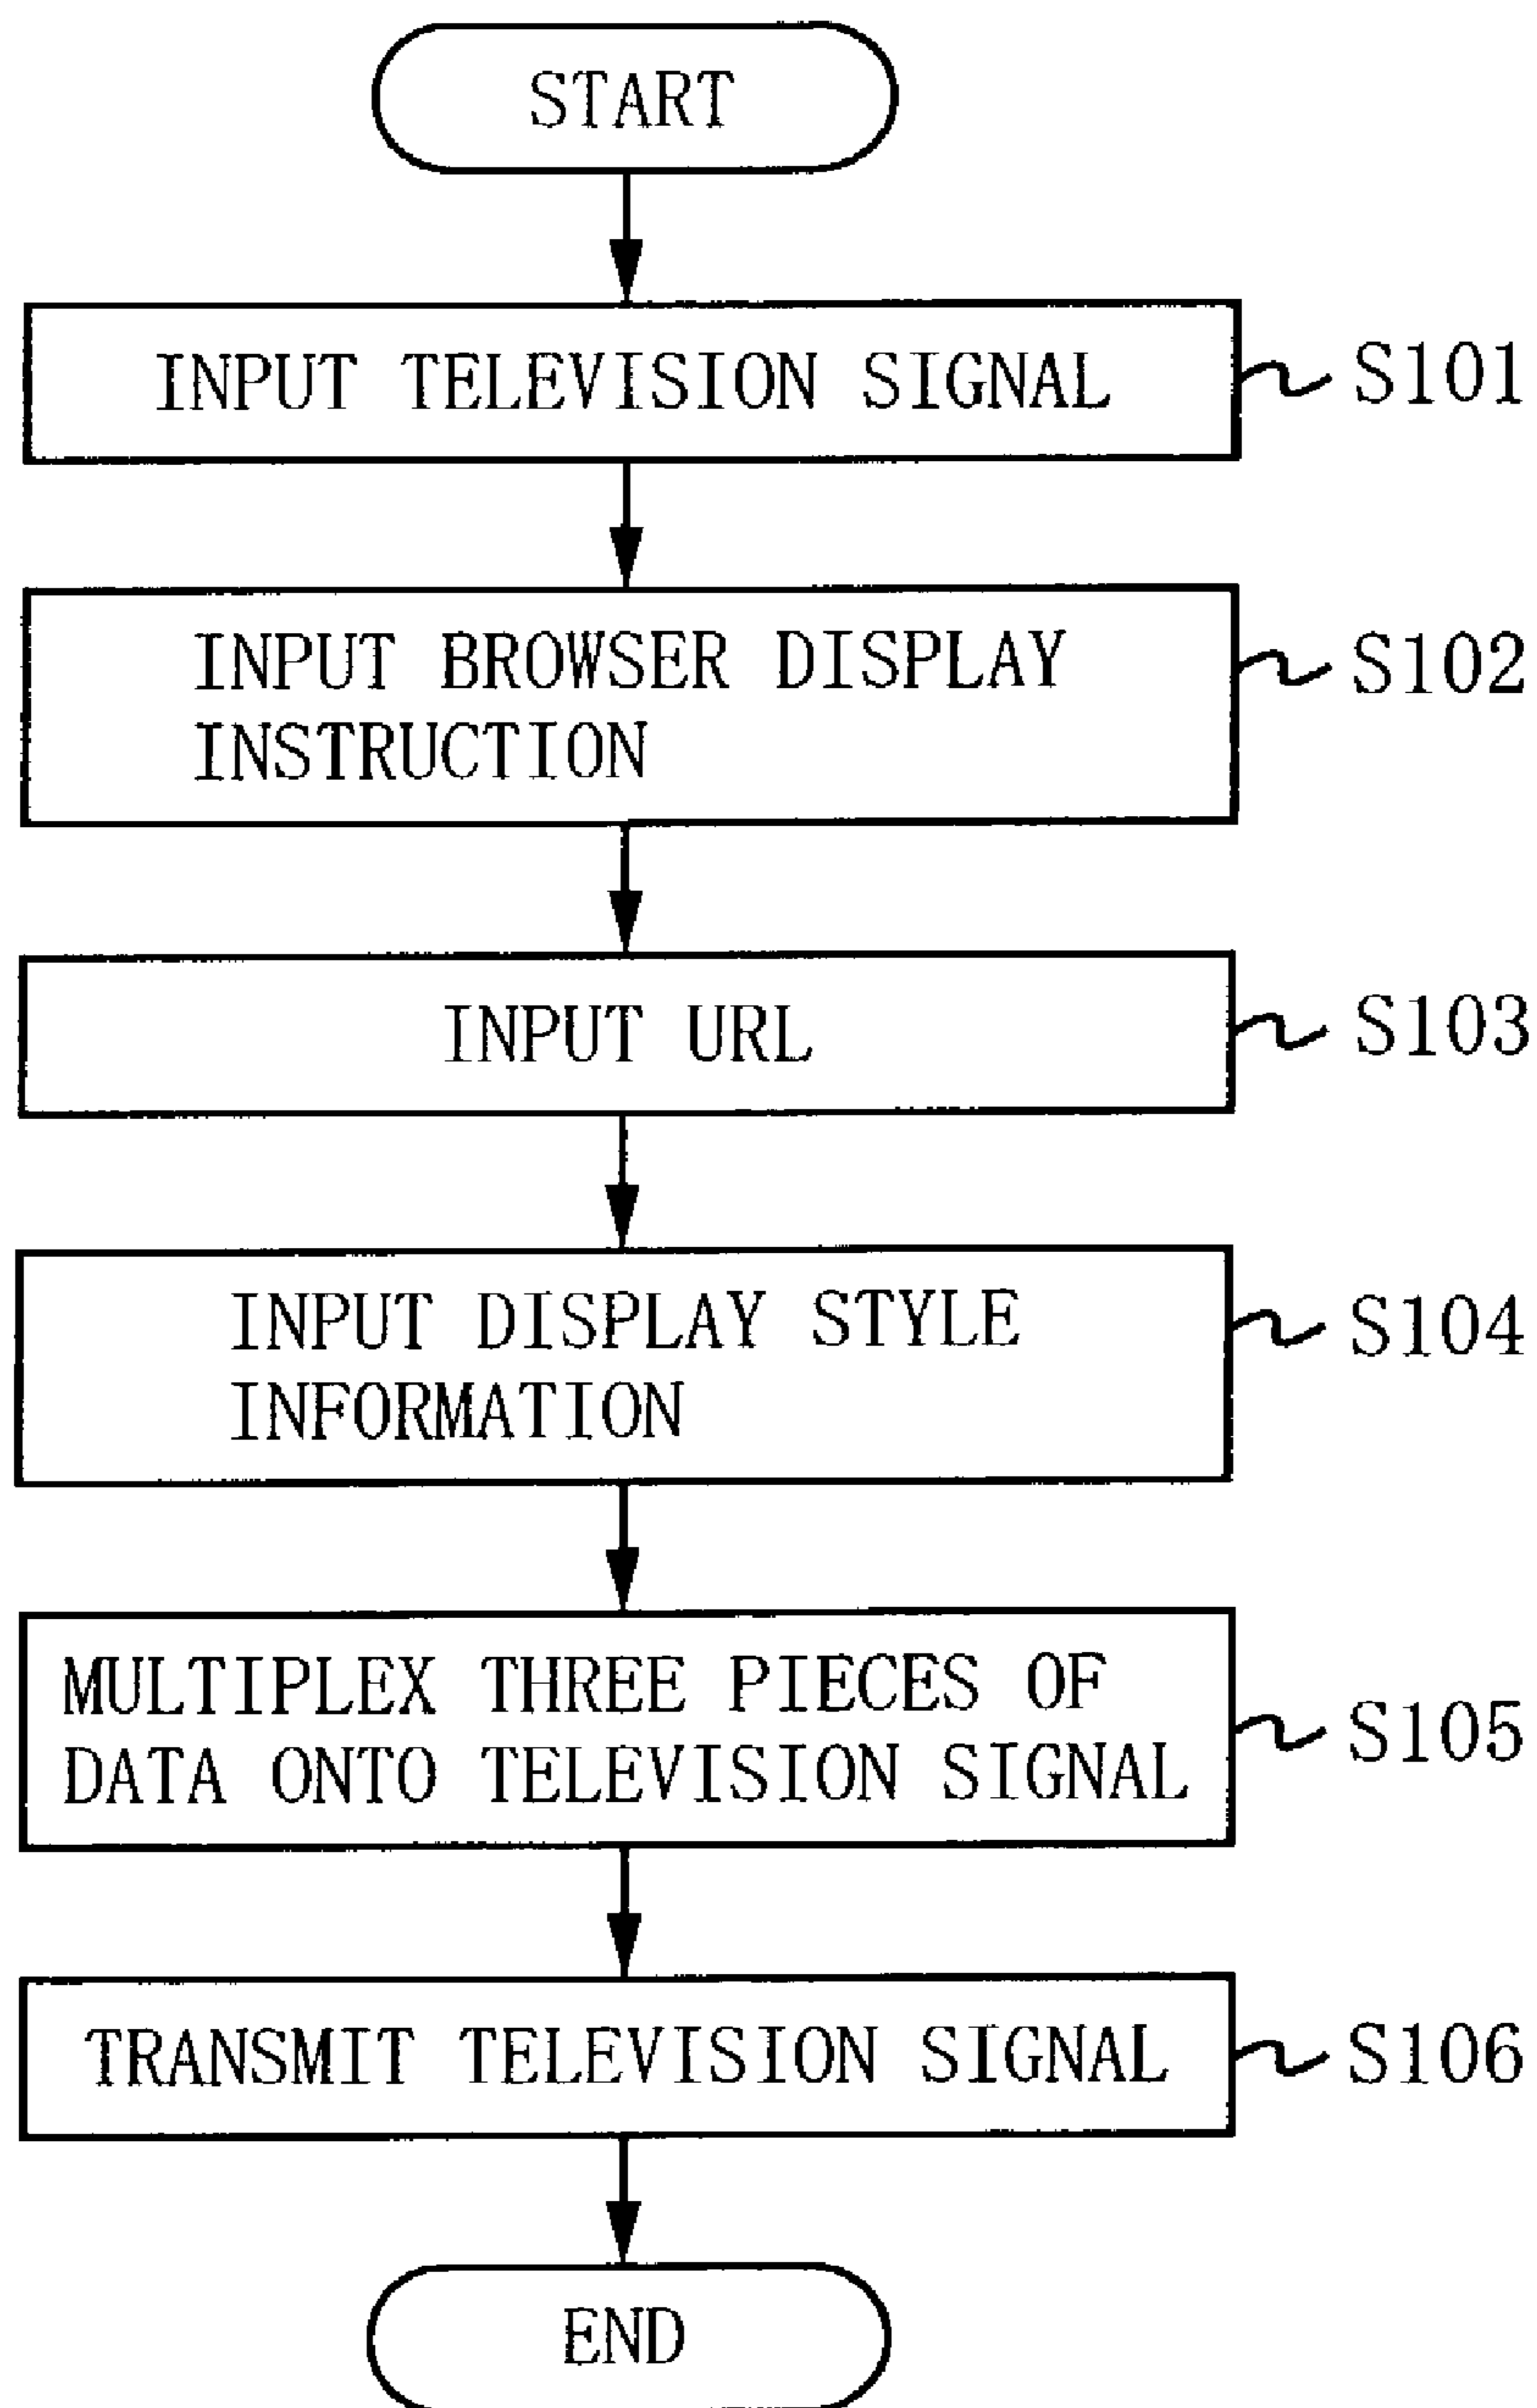 START
INPUT TELEVISION SIGNAL
S101
INPUT BROWSER DISPLAY
INSTRUCTION
S102
INPUT URL
S103
INPUT DISPLAY STYLE
INFORMATION
S104
MULTIPLEX THREE PIECES OF
DATA ONTO TELEVISION SIGNAL
S105
TRANSMIT TELEVISION SIGNAL
S106
END